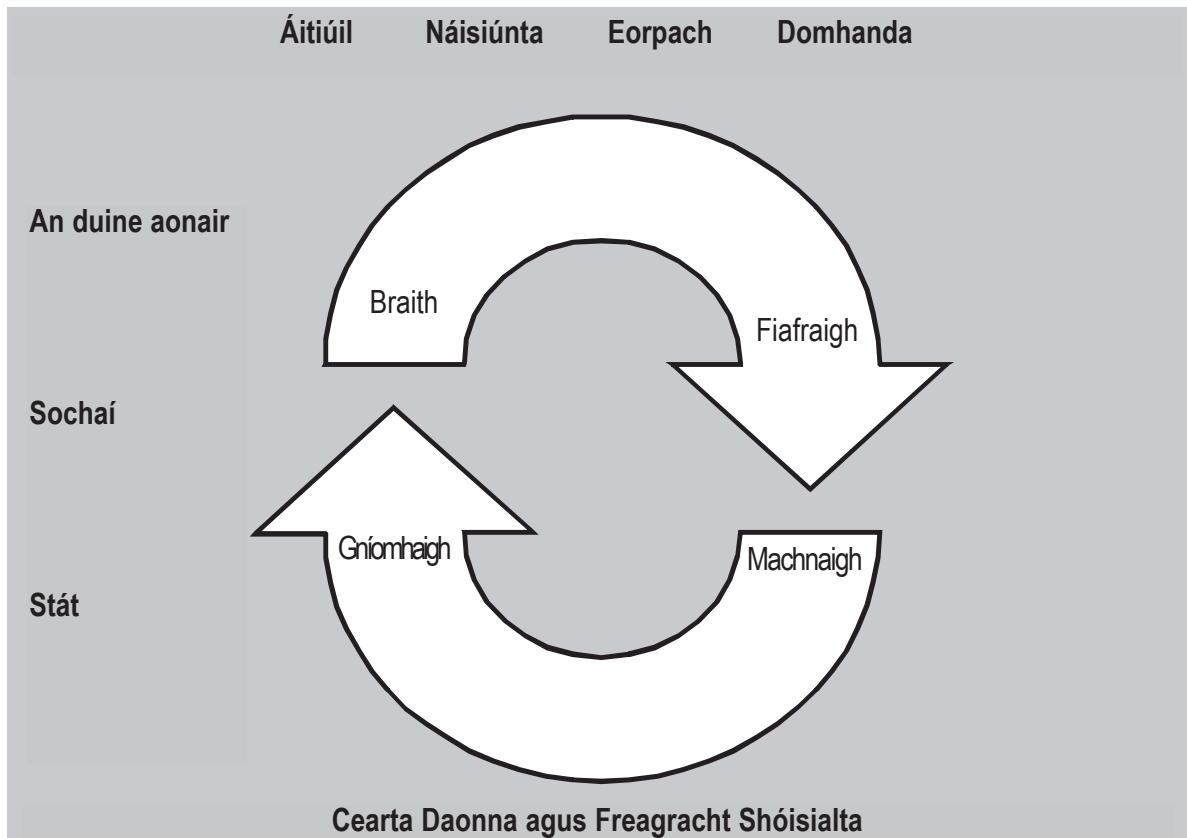 Áitiúil Náisiúnta Eorpach Domhanda
An duine aonair
Braith
Fiafraigh
Sochaí
Gníomhaigh
Machnaigh
Stát
Cearta Daonna agus Freagracht Shóisialta